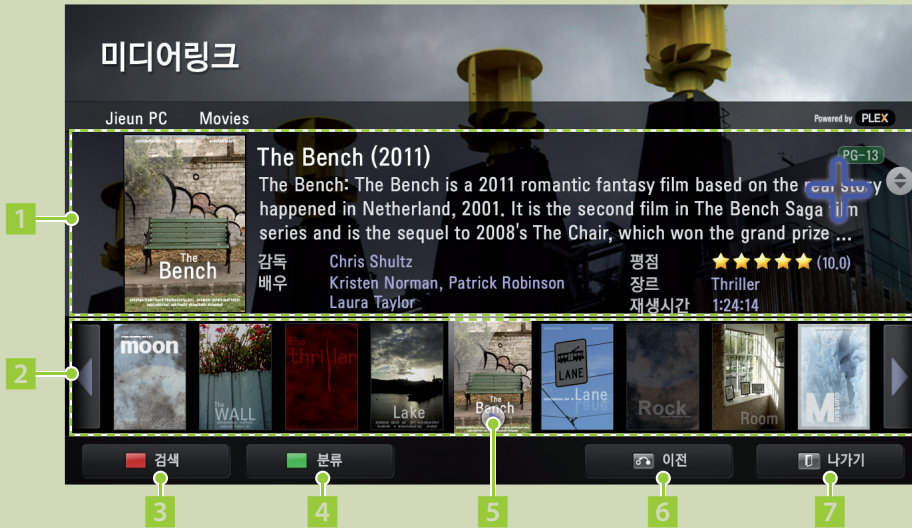 미디어링크
Jieun PC Movies
Powered by PLEX
The Bench (2011)
PG-13
The Bench: The Bench is a 2011 romantic fantasy film based on the real story
happened in Netherland, 2001. It is the second film in The Bench Saga film
series and is the sequel to 2008's The Chair, which won the grand prize ...
The
Bench
감독 Chris Shultz
배우 Kristen Norman, Patrick Robinson
Laura Taylor
평점 (10.0)
장르 Thriller
재생시간 1:24:14
1
2
moon
The
WALL
the
thriller
Lake
The
Bench
LANE
Lane
Rock
Room
M
검색
분류
이전
나가기
3
4
5
6
7